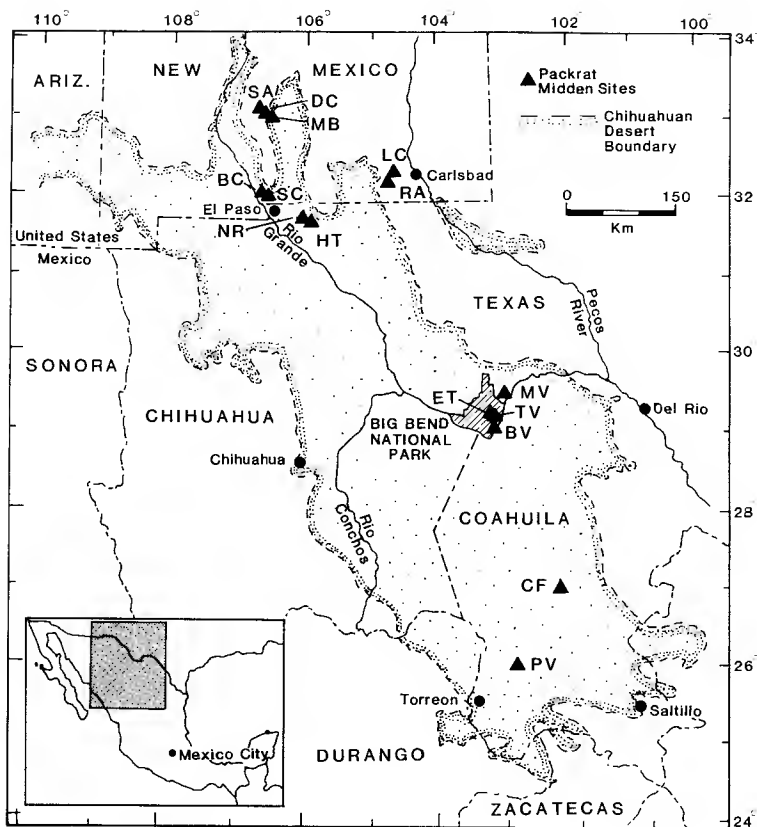 110° 108° 106° 104° 102° 100°
34°
ARIZ. NEW MEXICO
Packrat
Midden Sites
Chihuahuan
Desert
Boundary
SA
DC
MB
LC
RA
Carlsbad
BC
SC
El Paso
NR
HT
Rio
Grande
0 150
Km
32°
United States
Mexico
TEXAS
Pecos
River
SONORA
30°
CHIHUAHUA
ET
MV
TV
BV
Del Rio
BIG BEND
NATIONAL
PARK
Chihuahua
28°
Rio
Conchos
COAHUILA
CF
PV
26°
Torreon
Saltillo
Mexico City
DURANGO
ZACATECAS
24°